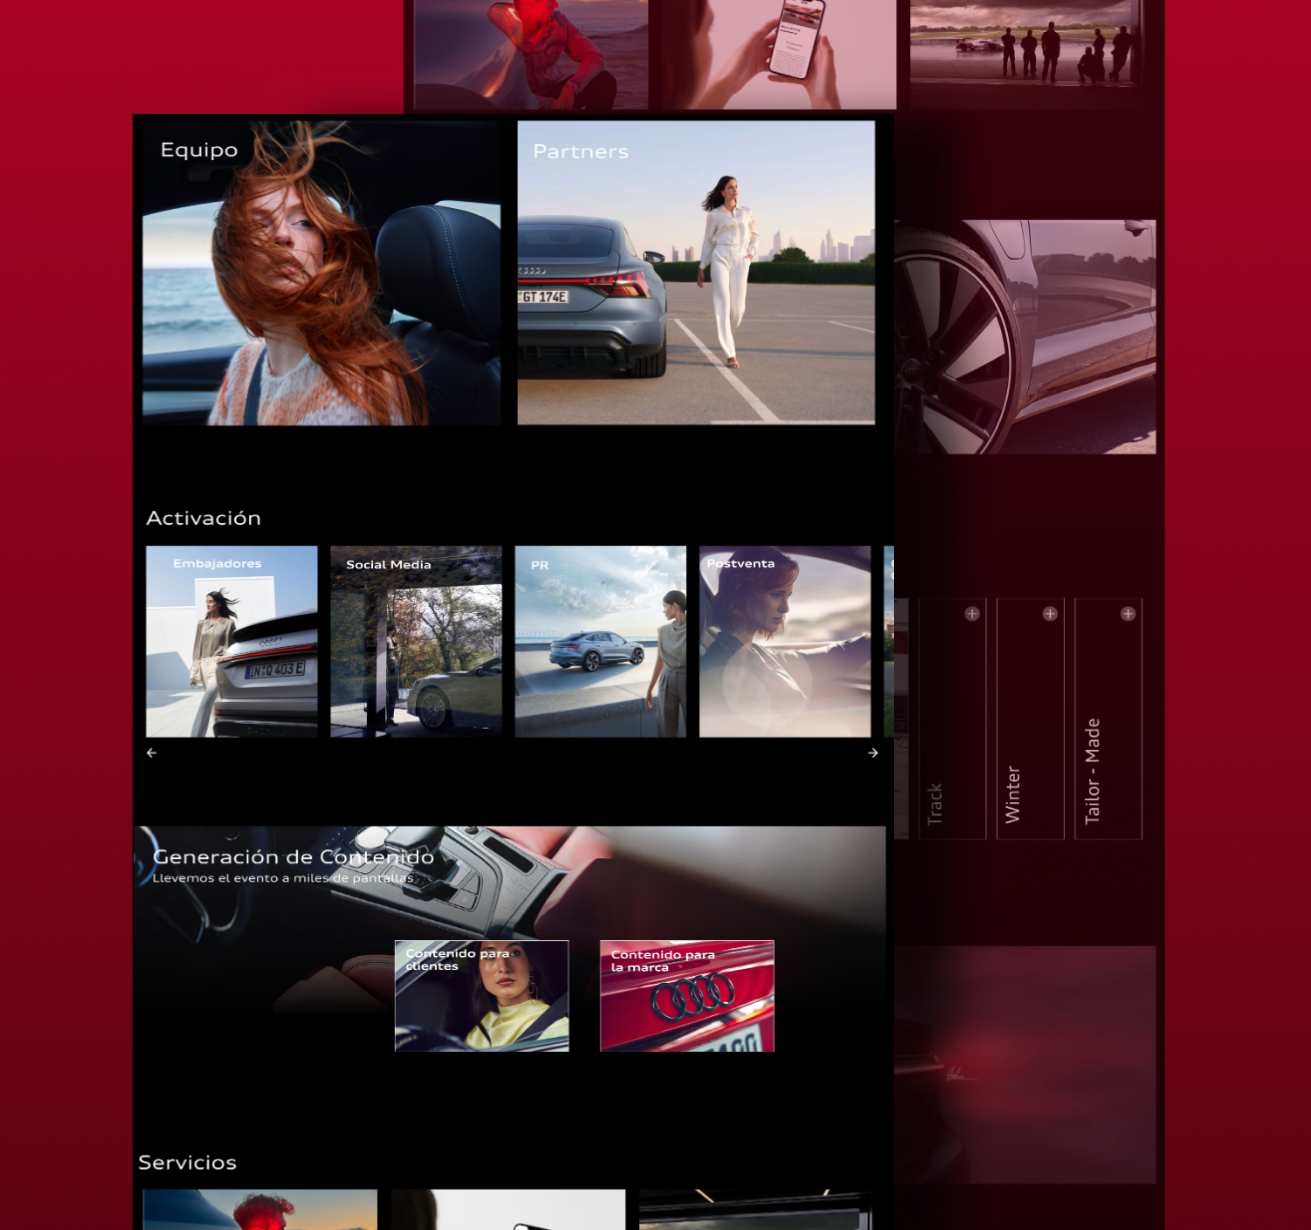 Equipo
Partners
GT 174E
Activación
Embajadores
Social Media
PR
Postventa
IN·Q 403 E
Track
Winter
Tailor - Made
Generación de Contenido
Llevemos el evento a miles de pantallas
Contenido para
clientes
Contenido para
la marca
Servicios